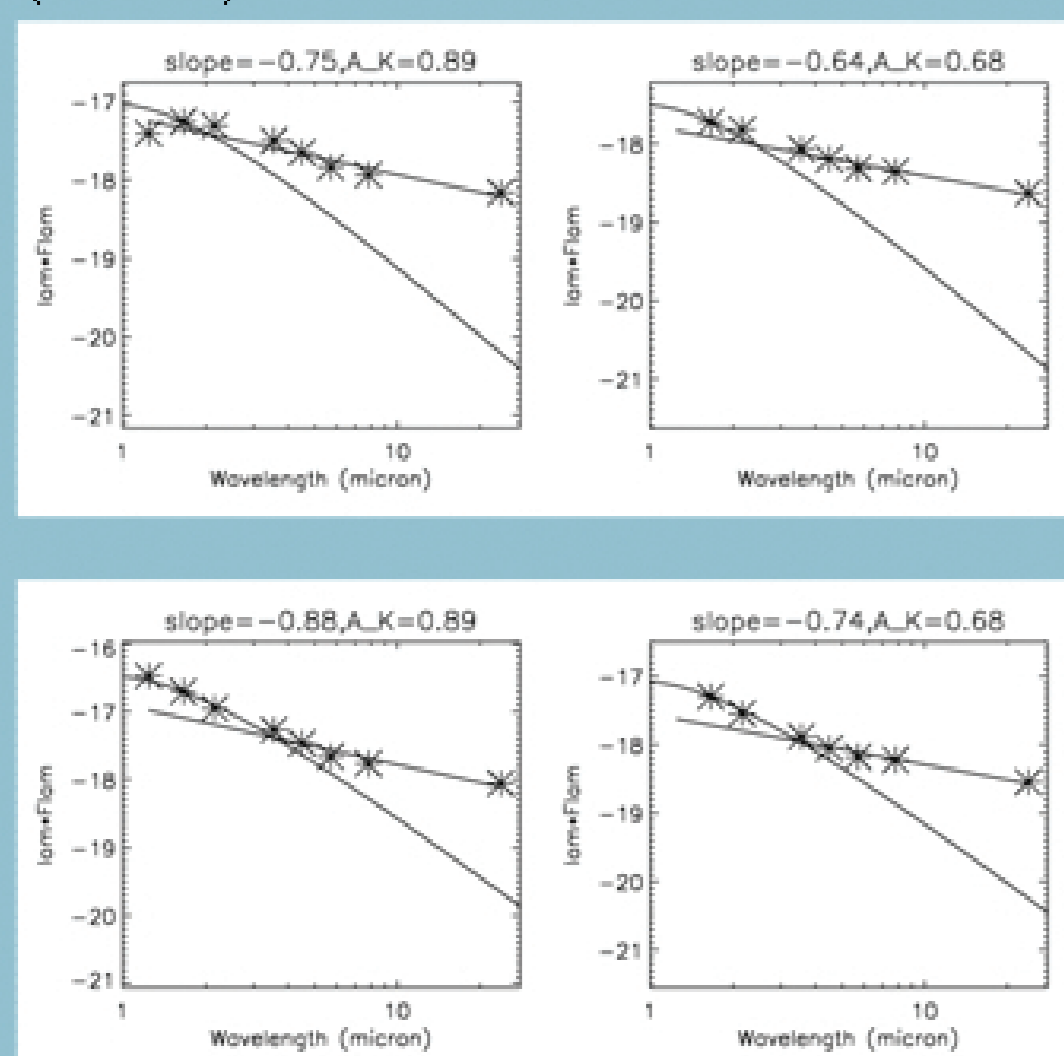 slope=-0.75,A_K=0.89
slope=-0.64,A_K=0.68
-17
-18
-19
-20
-21
lam*Flam
1
10
Wavelength (micron)
-18
-19
-20
-21
lam*Flam
1
10
Wavelength (micron)
slope=-0.88,A_K=0.89
slope=-0.74,A_K=0.68
-16
-17
-18
-19
-20
-21
lam*Flam
1
10
Wavelength (micron)
-17
-18
-19
-20
-21
lam*Flam
1
10
Wavelength (micron)